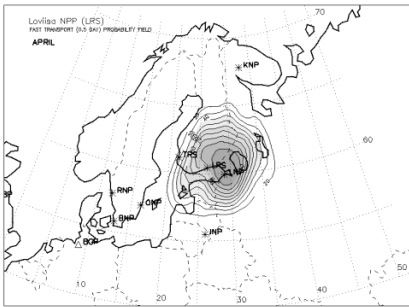 Loviisa NPP (LRS)
FAST TRANSPORT (0.5 DAY) PROBABILITY FIELD
APRIL
70
KNP
TRS
LRS
60
RNP
ONP
BNP
INP
BGP
10
20
30
40
50